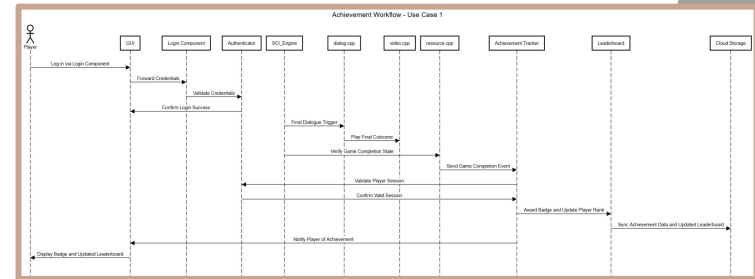 Achievement Workflow - Use Case 1
Player
GUI
Login Component
Authenticator
SCI_Engine
dialog.cpp
video.cpp
resource.cpp
Achievement Tracker
Leaderboard
Cloud Storage
Log in via Login Component
Forward Credentials
Validate Credentials
Confirm Login Success
Final Dialogue Trigger
Play Final Cutscene
Verify Game Completion State
Send Game Completion Event
Validate Player Session
Confirm Valid Session
Award Badge and Update Player Rank
Sync Achievement Data and Updated Leaderboard
Notify Player of Achievement
Display Badge and Updated Leaderboard